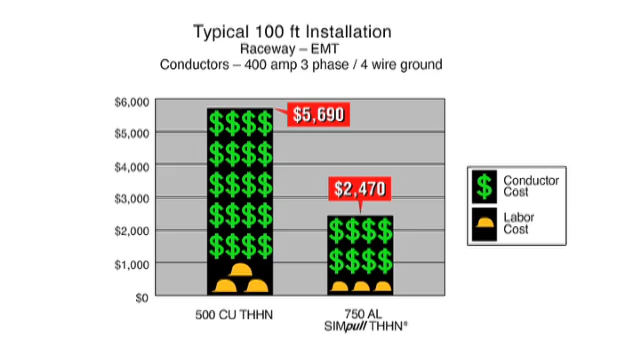 Typical 100 ft Installation
Raceway – EMT
Conductors – 400 amp 3 phase / 4 wire ground
$6,000
$5,000
$4,000
$3,000
$2,000
$1,000
$0
$5,690
$2,470
$$$$
$$$$
$$$$
$$$$
$$$$
$$$$
$$$$
500 CU THHN
750 AL
SIMpull THHN®
$ Conductor
Cost
Labor
Cost